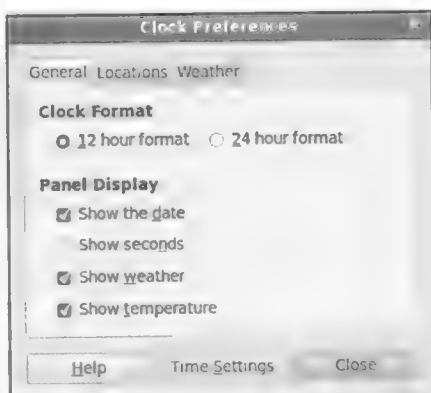 Clock Preferences
General Locations Weather
Clock Format
12 hour format 24 hour format
Panel Display
Show the date
Show seconds
Show weather
Show temperature
Help Time Settings Close